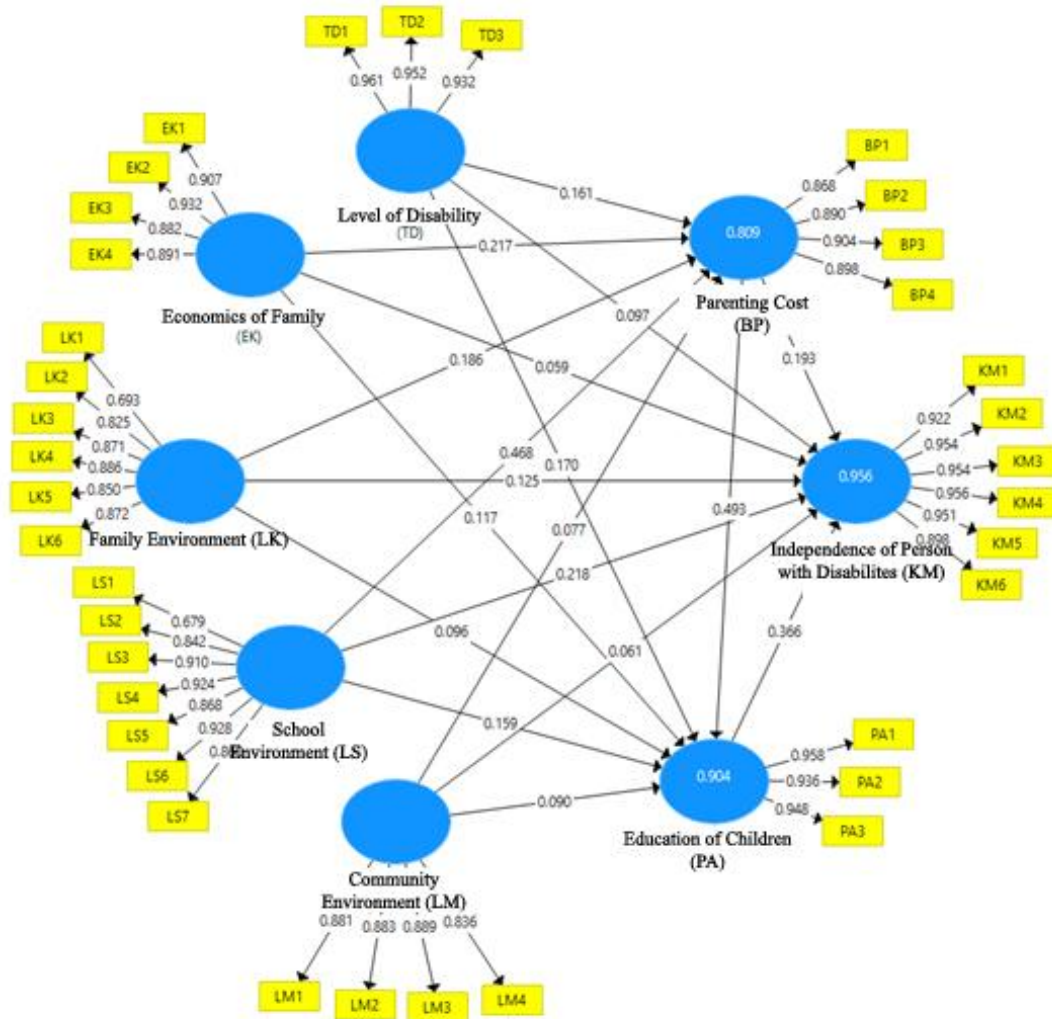 TD1
TD2
TD3
0.961
0.952
0.932
Level of Disability
(TD)
EK1
EK2
EK3
EK4
0.907
0.932
0.882
0.891
Economics of Family
(EK)
LK1
LK2
LK3
LK4
LK5
LK6
0.693
0.825
0.871
0.886
0.850
0.872
Family Environment (LK)
LS1
LS2
LS3
LS4
LS5
LS6
LS7
0.679
0.842
0.910
0.924
0.868
0.928
School
Environment (LS)
Community
Environment (LM)
0.881
0.883
0.889
0.836
LM1
LM2
LM3
LM4
0.161
0.217
0.186
0.097
0.059
0.468
0.170
0.125
0.117
0.077
0.218
0.096
0.061
0.159
0.090
0.193
0.493
0.366
0.809
Parenting Cost
(BP)
0.868
0.890
0.904
0.898
BP1
BP2
BP3
BP4
0.956
Independence of Person
with Disabilites (KM)
0.922
0.954
0.954
0.956
0.951
0.898
KM1
KM2
KM3
KM4
KM5
KM6
0.904
Education of Children
(PA)
0.958
0.936
0.948
PA1
PA2
PA3